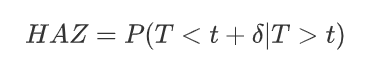 HAZ = P(T < t + δ|T > t)